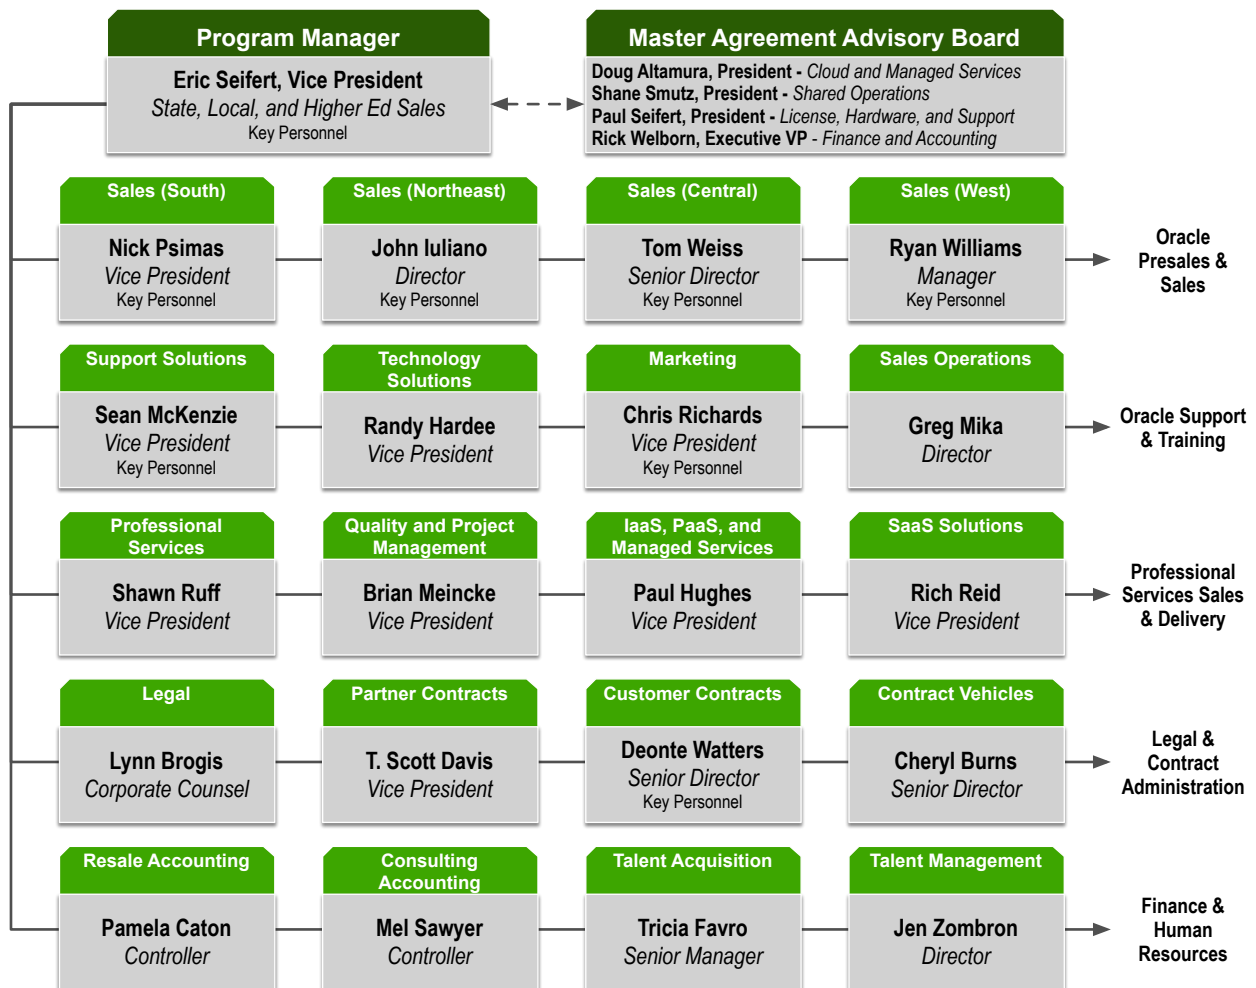 Program Manager
Eric Seifert, Vice President
State, Local, and Higher Ed Sales
Key Personnel
Master Agreement Advisory Board
Doug Altamura, President - Cloud and Managed Services
Shane Smutz, President - Shared Operations
Paul Seifert, President - License, Hardware, and Support
Rick Welborn, Executive VP - Finance and Accounting
Sales (South)
Nick Psimas
Vice President
Key Personnel
Sales (Northeast)
John Iuliano
Director
Key Personnel
Sales (Central)
Tom Weiss
Senior Director
Key Personnel
Sales (West)
Ryan Williams
Manager
Key Personnel
Oracle
Presales &
Sales
Support Solutions
Sean McKenzie
Vice President
Key Personnel
Technology
Solutions
Randy Hardee
Vice President
Marketing
Chris Richards
Vice President
Key Personnel
Sales Operations
Greg Mika
Director
Oracle Support
& Training
Professional
Services
Shawn Ruff
Vice President
Quality and Project
Management
Brian Meincke
Vice President
IaaS, PaaS, and
Managed Services
Paul Hughes
Vice President
SaaS Solutions
Rich Reid
Vice President
Professional
Services Sales
& Delivery
Legal
Lynn Brogis
Corporate Counsel
Partner Contracts
T. Scott Davis
Vice President
Customer Contracts
Deonte Watters
Senior Director
Key Personnel
Contract Vehicles
Cheryl Burns
Senior Director
Legal &
Contract
Administration
Resale Accounting
Pamela Caton
Controller
Consulting
Accounting
Mel Sawyer
Controller
Talent Acquisition
Tricia Favro
Senior Manager
Talent Management
Jen Zombron
Director
Finance &
Human
Resources